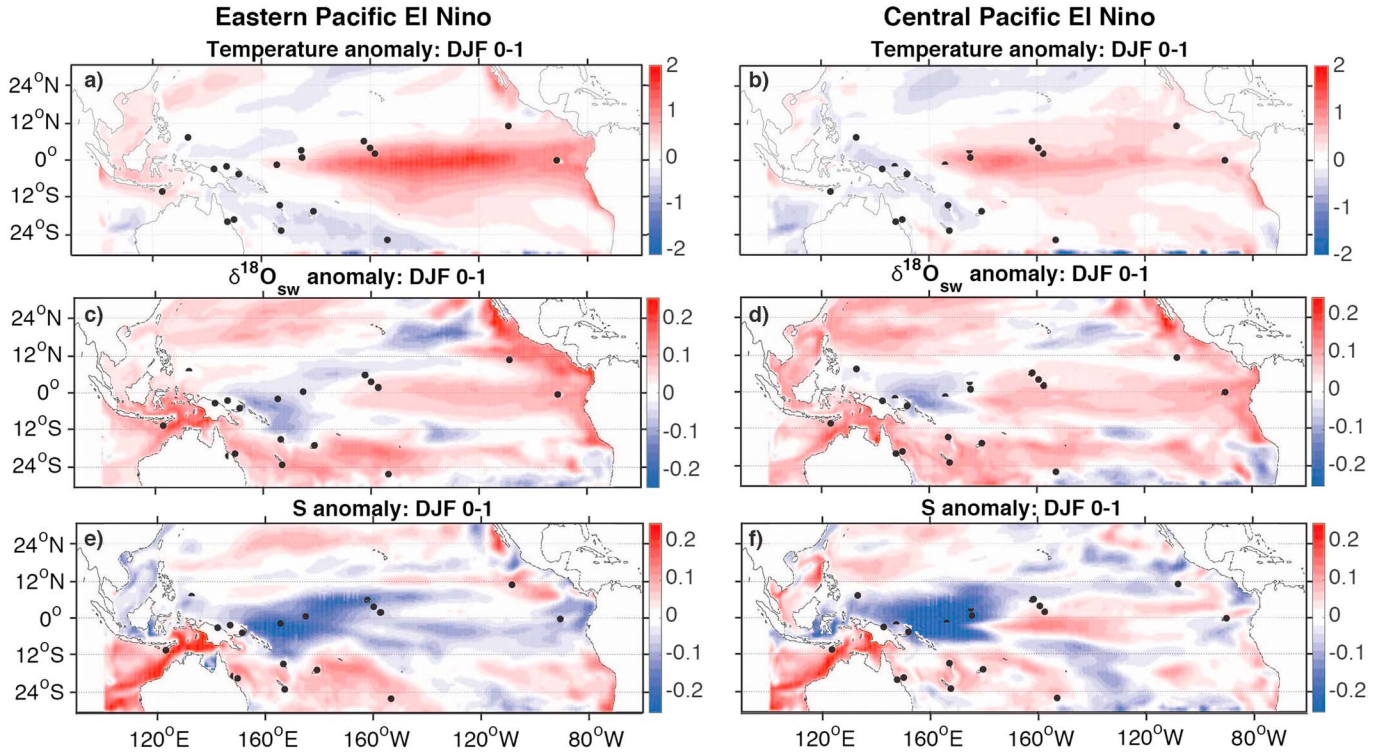 Eastern Pacific El Nino
Central Pacific El Nino
Temperature anomaly: DJF 0-1
Temperature anomaly: DJF 0-1
a)
24°N
12°N
0°
12°S
24°S
2
1
0
-1
-2
b)
2
1
0
-1
-2
δ18Osw anomaly: DJF 0-1
δ18Osw anomaly: DJF 0-1
c)
24°N
12°N
0°
12°S
24°S
0.2
0.1
0
-0.1
-0.2
d)
0.2
0.1
0
-0.1
-0.2
S anomaly: DJF 0-1
S anomaly: DJF 0-1
e)
24°N
12°N
0°
12°S
24°S
0.2
0.1
0
-0.1
-0.2
f)
0.2
0.1
0
-0.1
-0.2
120°E 160°E 160°W 120°W 80°W
120°E 160°E 160°W 120°W 80°W